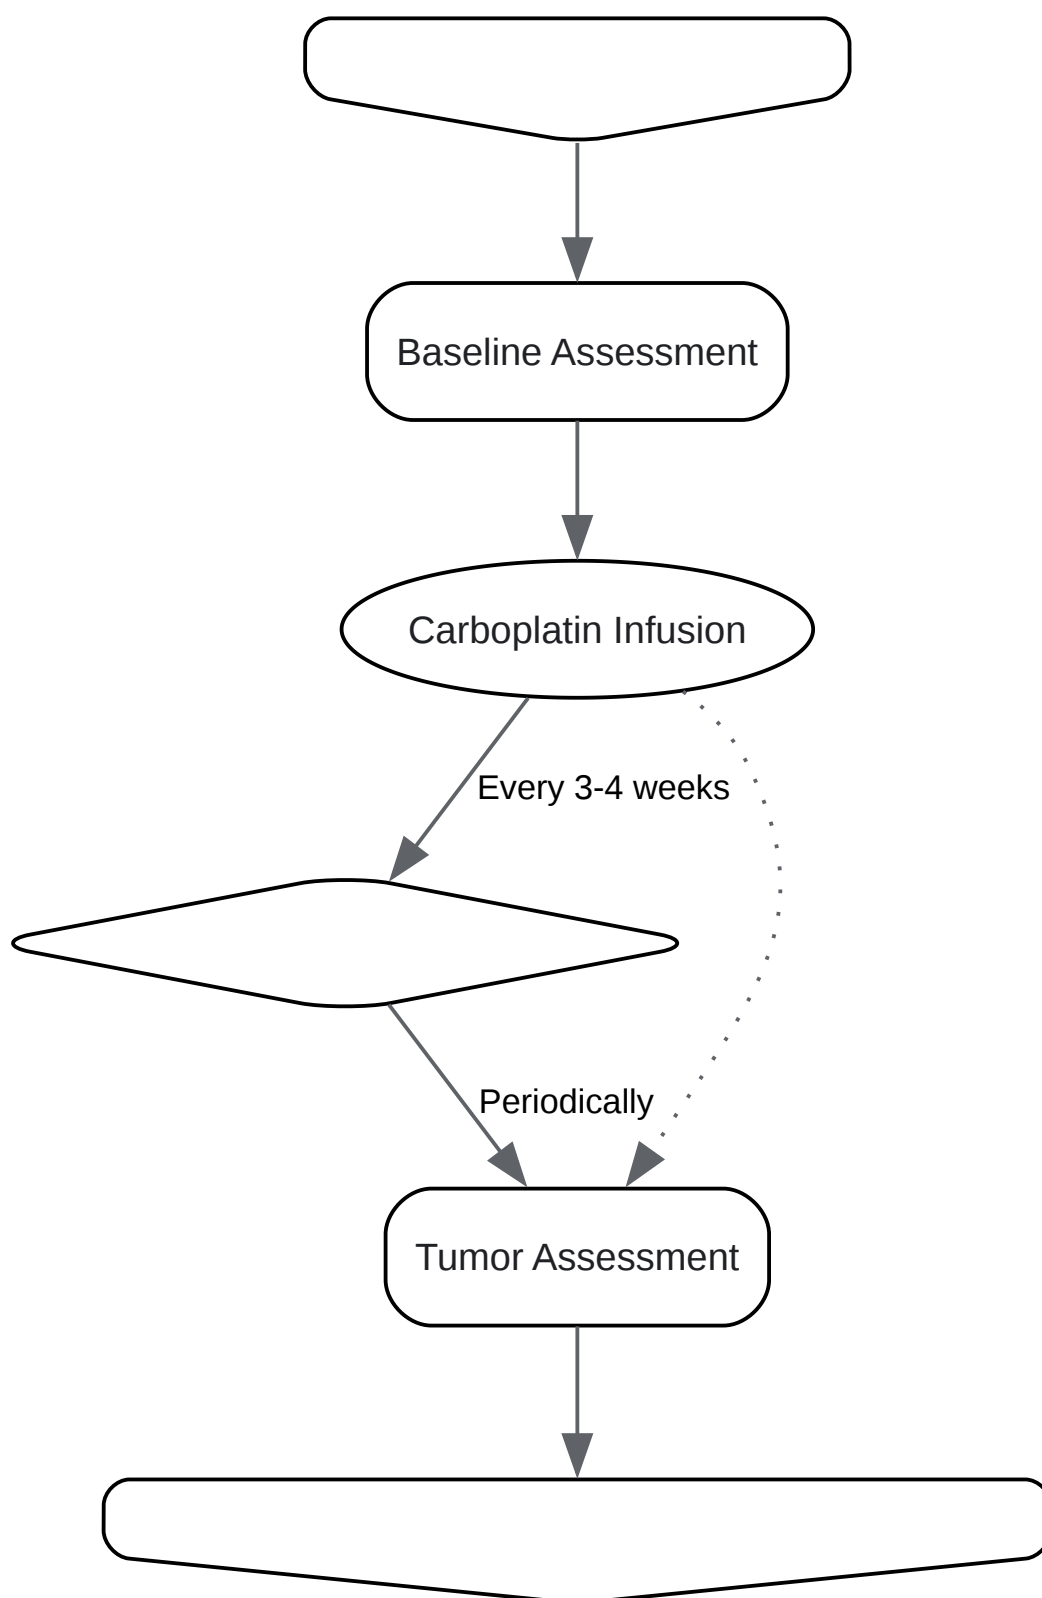 Baseline Assessment
Carboplatin Infusion
Every 3-4 weeks
Periodically
Tumor Assessment